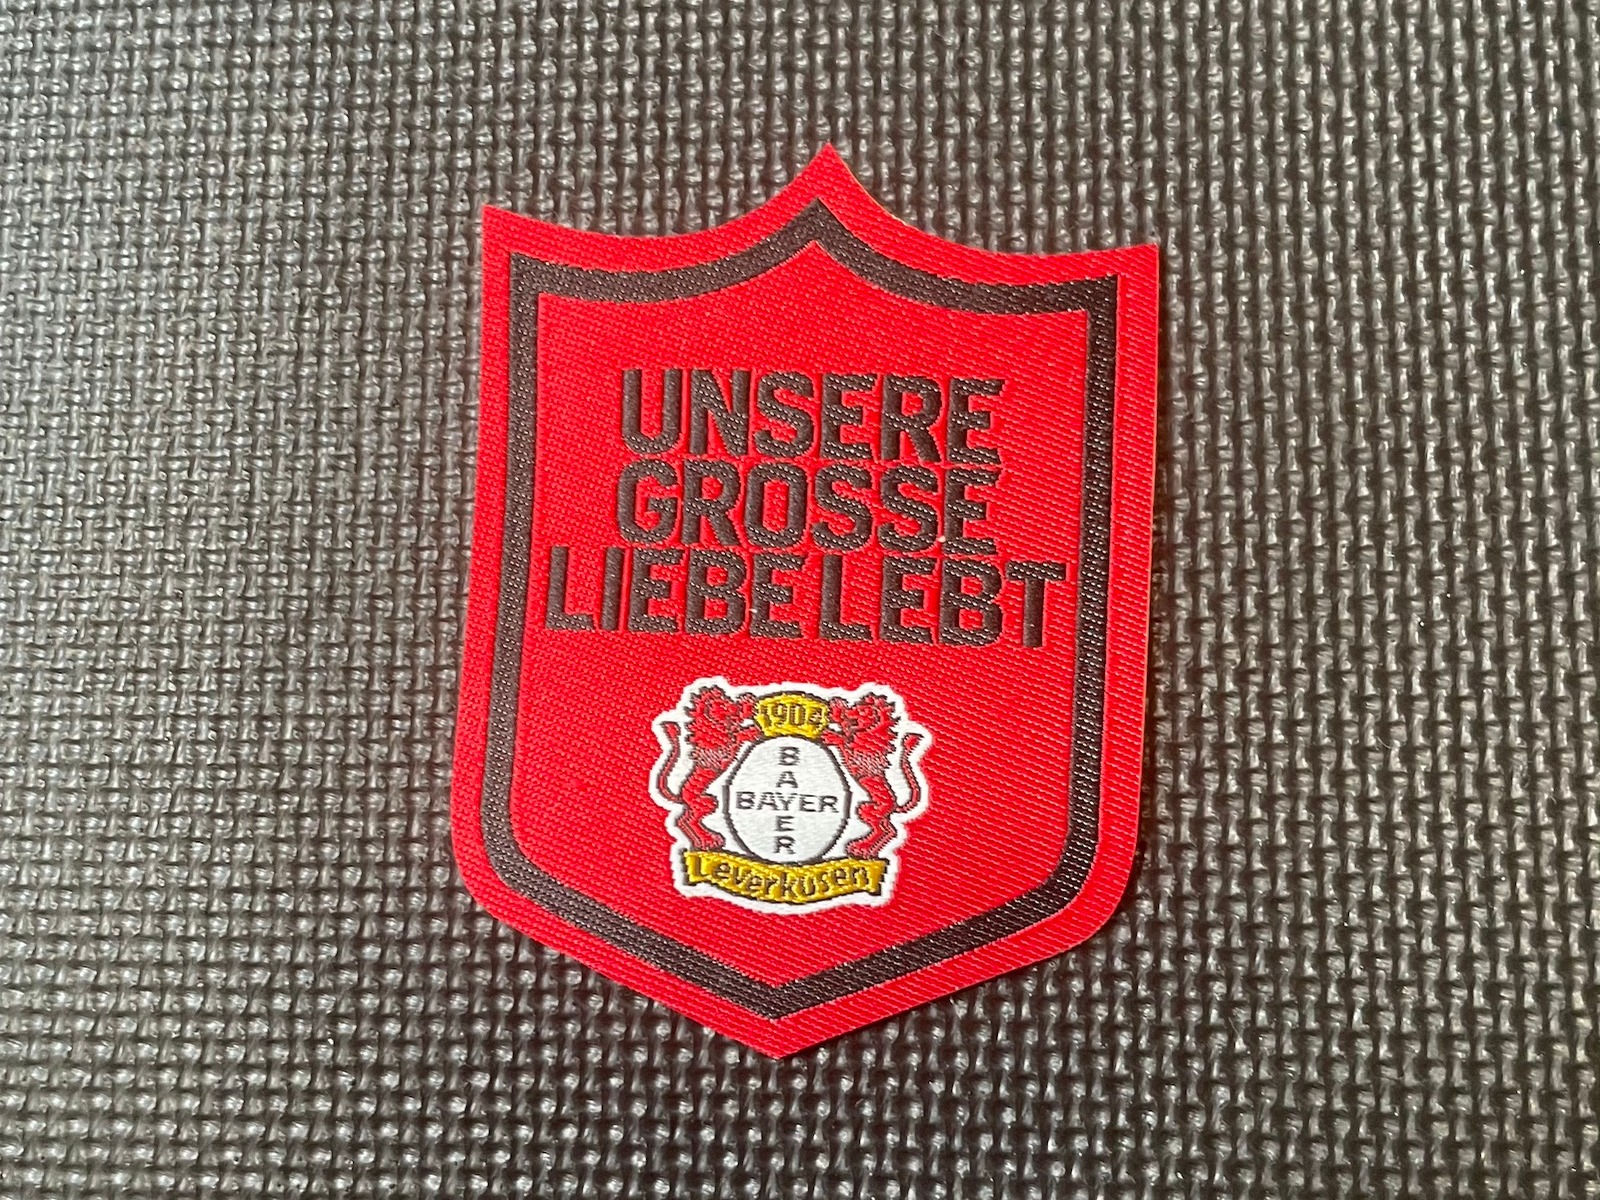 UNSERE
GROSSE
LIEBE LEBT
1904
BAYER
BAYER
Leverkusen